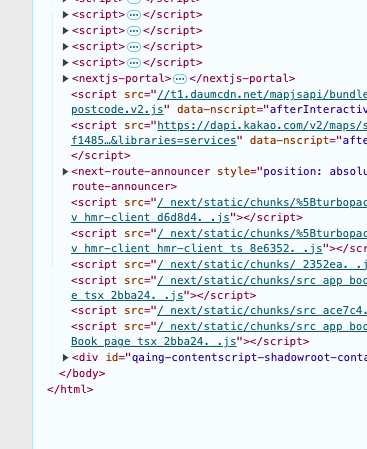 <script>…</script>
<script>…</script>
<script>…</script>
<script>…</script>
<nextjs-portal>…</nextjs-portal>
<script src="//t1.daumcdn.net/mapjsapi/bundle
postcode.v2.js" data-nscript="afterInteractiv
<script src="https://dapi.kakao.com/v2/maps/s
f1485…&libraries=services" data-nscript="afte
</script>
<next-route-announcer style="position: absolu
route-announcer>
<script src="/_next/static/chunks/%5Bturbopac
v_hmr-client_d6d8d4._.js"></script>
<script src="/_next/static/chunks/%5Bturbopac
v_hmr-client_hmr-client_ts_8e6352._.js"></scr
<script src="/_next/static/chunks/_2352ea._.j
<script src="/_next/static/chunks/src_app_boo
e_tsx_2bba24._.js"></script>
<script src="/_next/static/chunks/src_ace7c4.
<script src="/_next/static/chunks/src_app_boo
Book_page_tsx_2bba24._.js"></script>
<div id="qaing-contentscript-shadowroot-conta
</body>
</html>